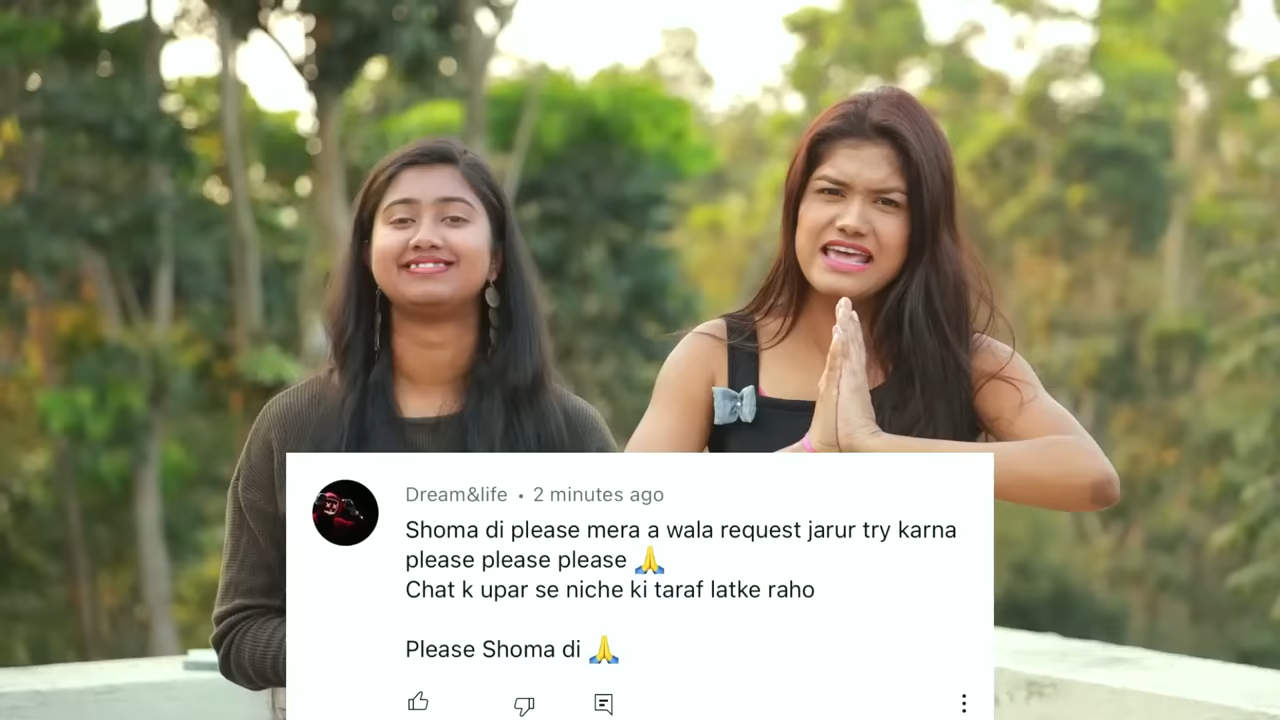 Dream&life • 2 minutes ago
Shoma di please mera a wala request jarur try karna
please please please 🙏
Chat k upar se niche ki taraf latke raho
Please Shoma di 🙏